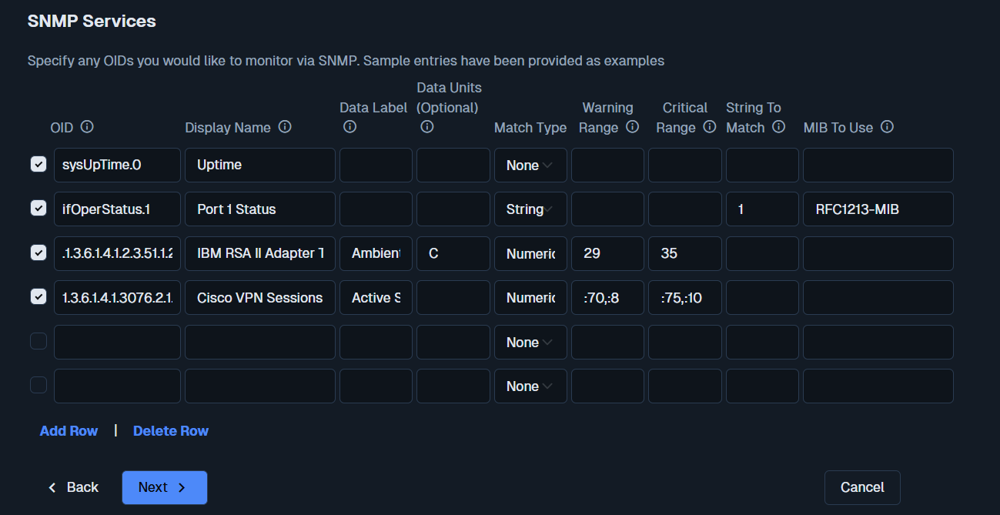 SNMP Services
Specify any OIDs you would like to monitor via SNMP. Sample entries have been provided as examples
OID Display Name Data Label Data Units (Optional) Match Type Warning Range Critical Range String To Match MIB To Use
sysUpTime.0 Uptime None
ifOperStatus.1 Port 1 Status String 1 RFC1213-MIB
.1.3.6.1.4.1.2.3.51.1.2 IBM RSA II Adapter T Ambient C Numeric 29 35
1.3.6.1.4.1.3076.2.1. Cisco VPN Sessions Active S Numeric :70,:8 :75,:10
None
None
Add Row | Delete Row
Back Next Cancel